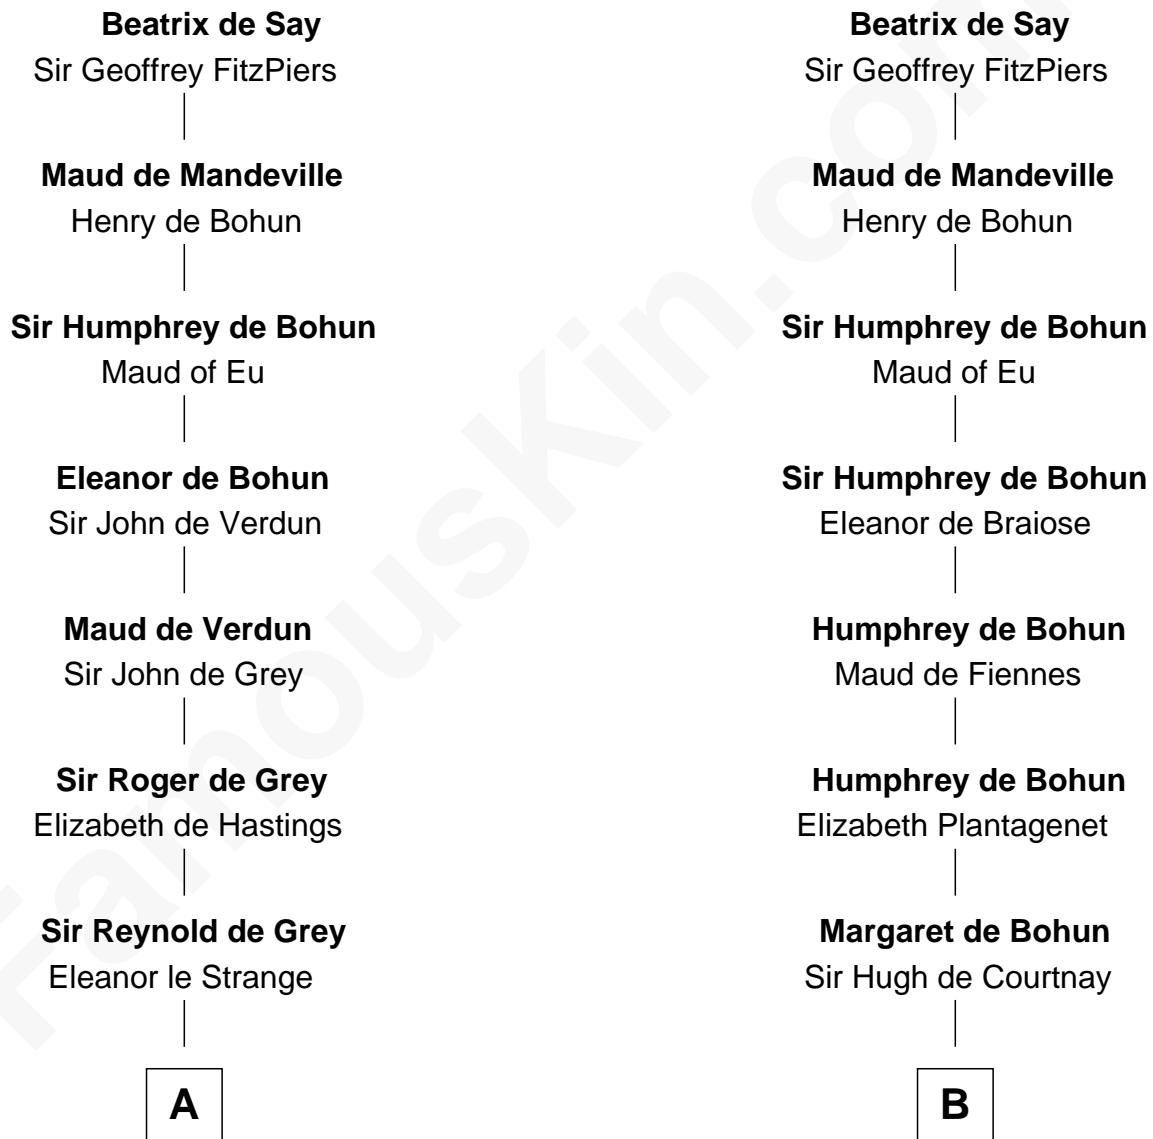 Beatrix de Say
Sir Geoffrey FitzPiers
Maud de Mandeville
Henry de Bohun
Sir Humphrey de Bohun
Maud of Eu
Eleanor de Bohun
Sir John de Verdun
Maud de Verdun
Sir John de Grey
Sir Roger de Grey
Elizabeth de Hastings
Sir Reynold de Grey
Eleanor le Strange
A
Beatrix de Say
Sir Geoffrey FitzPiers
Maud de Mandeville
Henry de Bohun
Sir Humphrey de Bohun
Maud of Eu
Sir Humphrey de Bohun
Eleanor de Braiose
Humphrey de Bohun
Maud de Fiennes
Humphrey de Bohun
Elizabeth Plantagenet
Margaret de Bohun
Sir Hugh de Courtnay
B
FamousKin.com